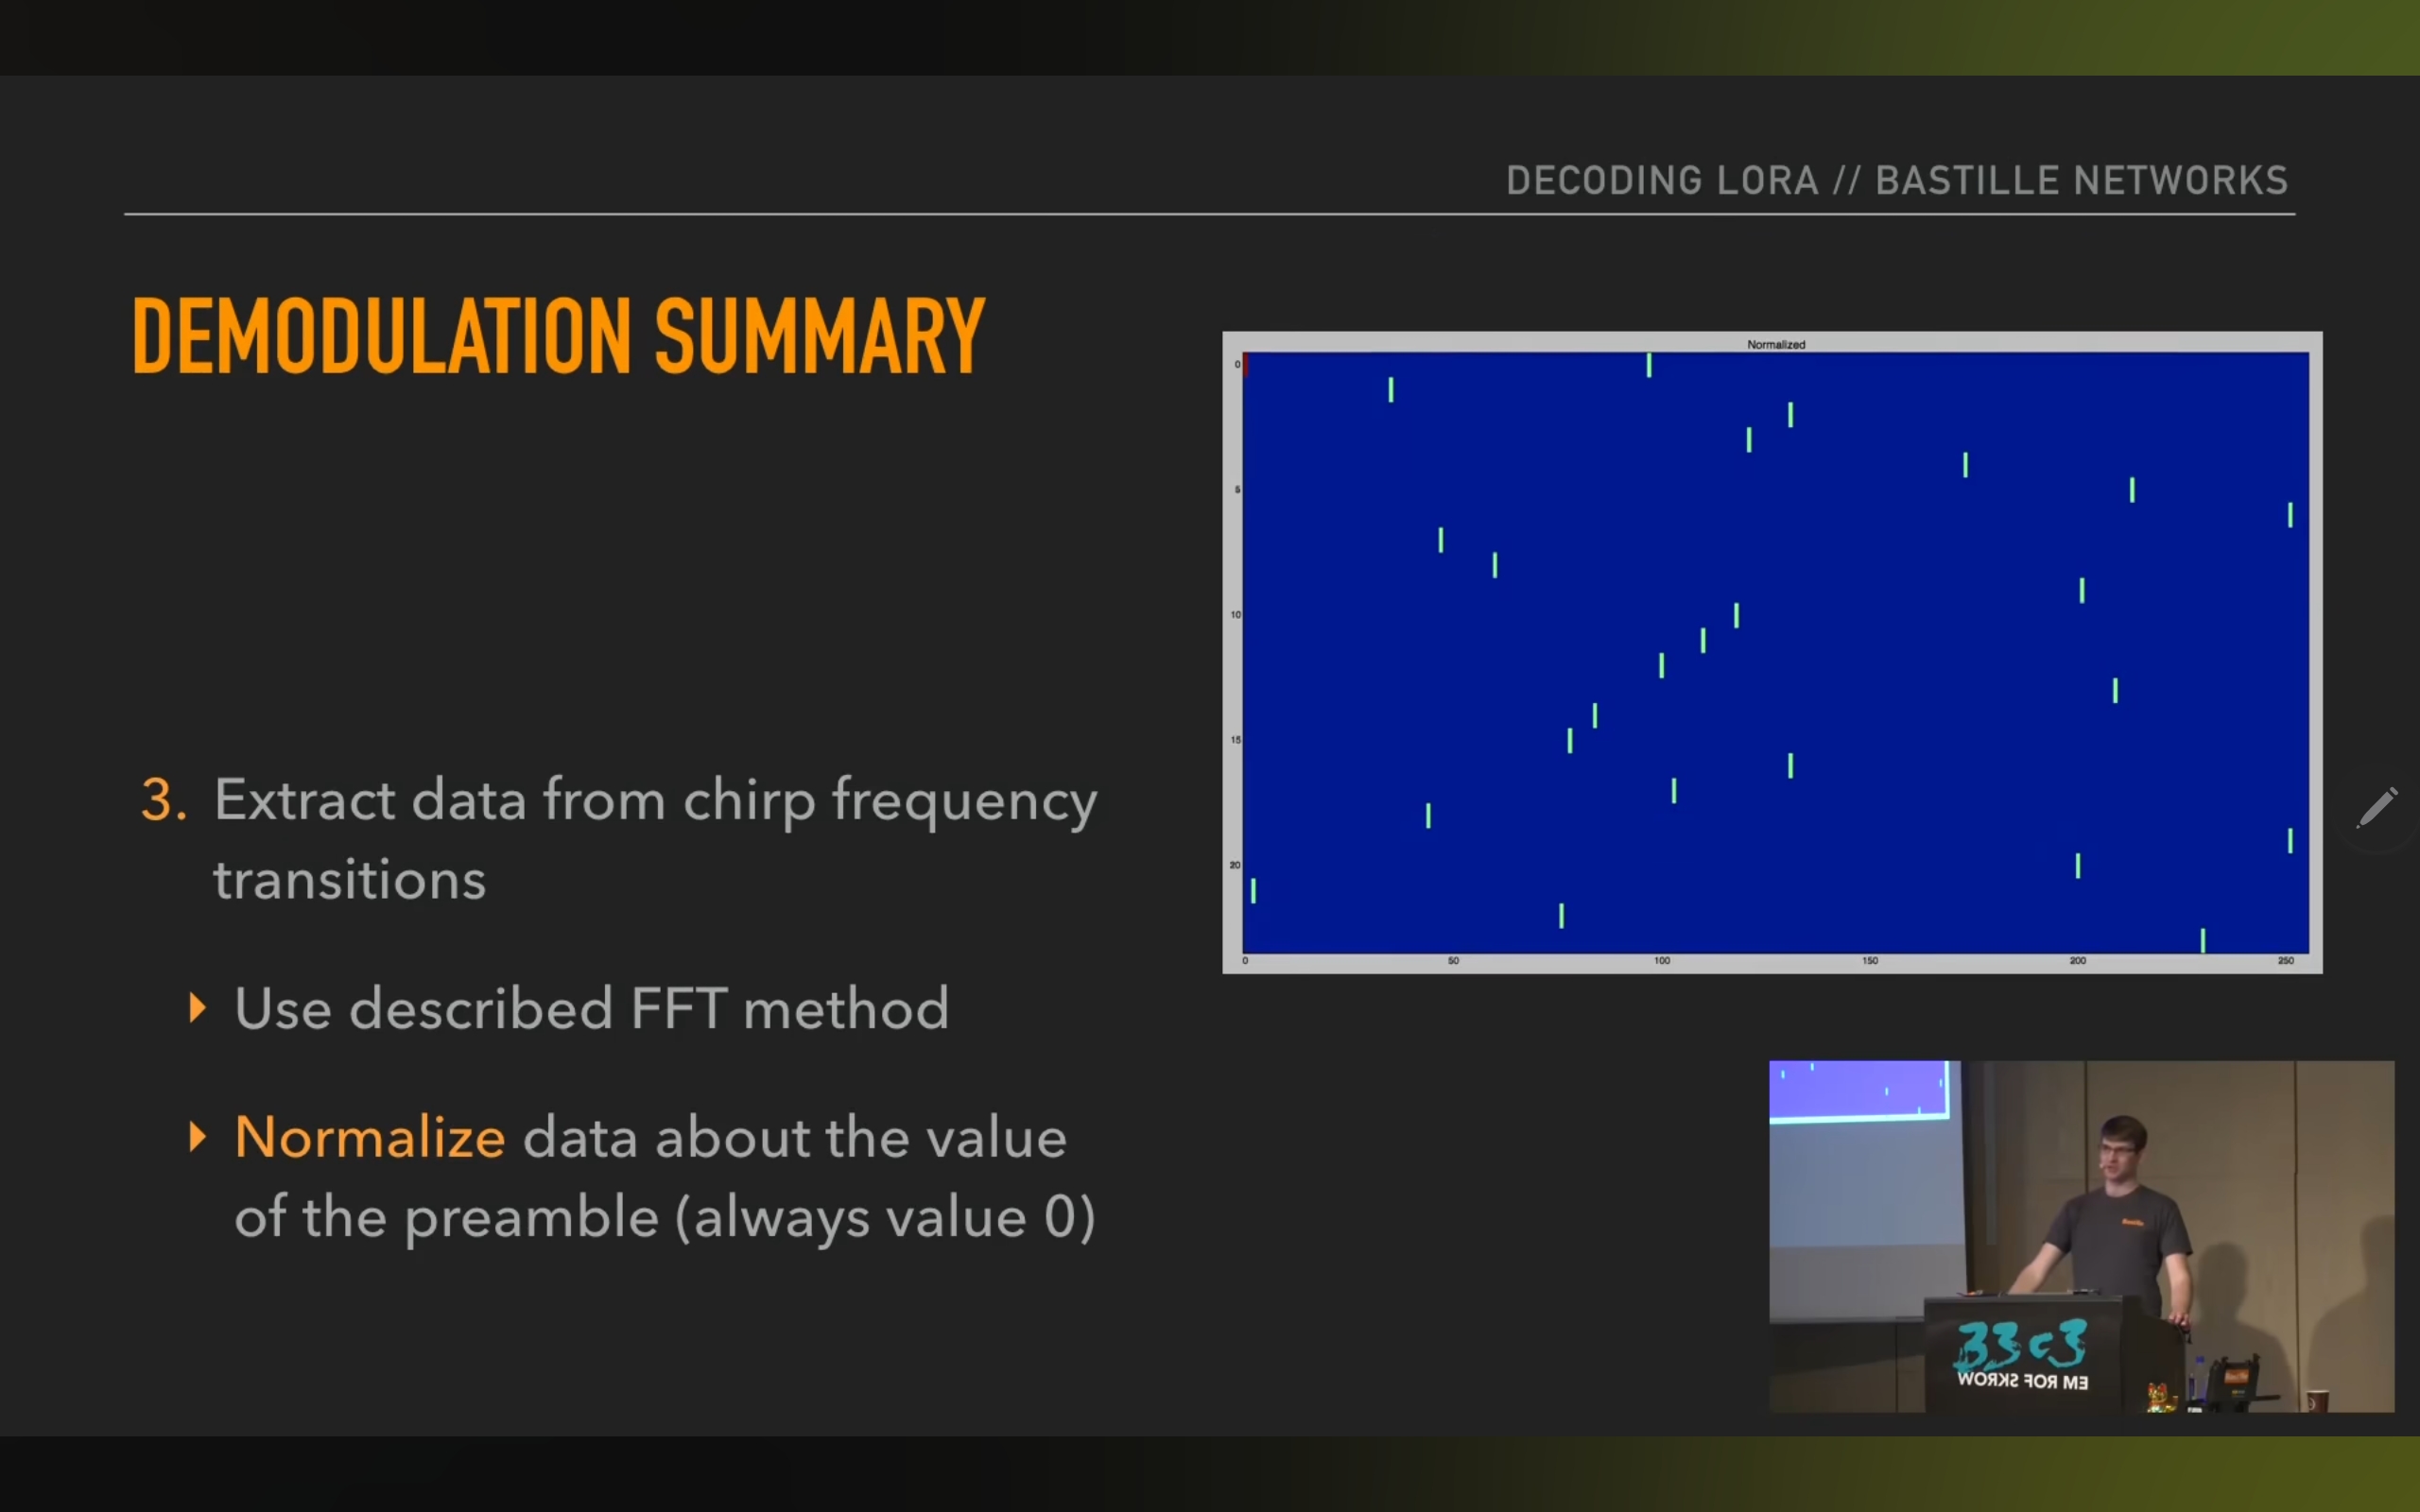 DECODING LORA // BASTILLE NETWORKS
DEMODULATION SUMMARY
3. Extract data from chirp frequency
transitions
Use described FFT method
Normalize data about the value
of the preamble (always value 0)
Normalized
0
5
10
15
20
0 50 100 150 200 250
33c3
WORKS FOR ME